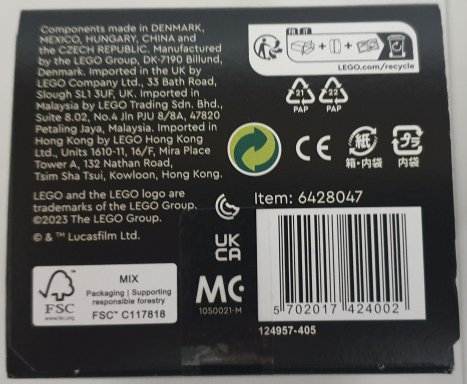 Components made in DENMARK,
MEXICO, HUNGARY, CHINA and
the CZECH REPUBLIC. Manufactured
by the LEGO Group, DK-7190 Billund,
Denmark. Imported in the UK by
LEGO Company Ltd., 33 Bath Road,
Slough SL1 3UF, UK. Imported in
Malaysia by LEGO Trading Sdn. Bhd.,
Suite 8.02, No.4 Jln PJU 8/8A, 47820
Petaling Jaya, Malaysia. Imported in
Hong Kong by LEGO Hong Kong
Ltd., Units 1610-11, 16/F, Mira Place
Tower A, 132 Nathan Road,
Tsim Sha Tsui, Kowloon, Hong Kong.
LEGO and the LEGO logo are
trademarks of the LEGO Group.
©2023 The LEGO Group.
© & ™ Lucasfilm Ltd.
FSC
www.fsc.org
MIX
Packaging | Supporting
responsible forestry
FSC™ C117818
FR IT
LEGO.com/recycle
21
PAP
22
PAP
CE
紙
箱・内袋
プラ
内袋
Item: 6428047
UK
CA
1050021-M
5 702017 424002
124957-405